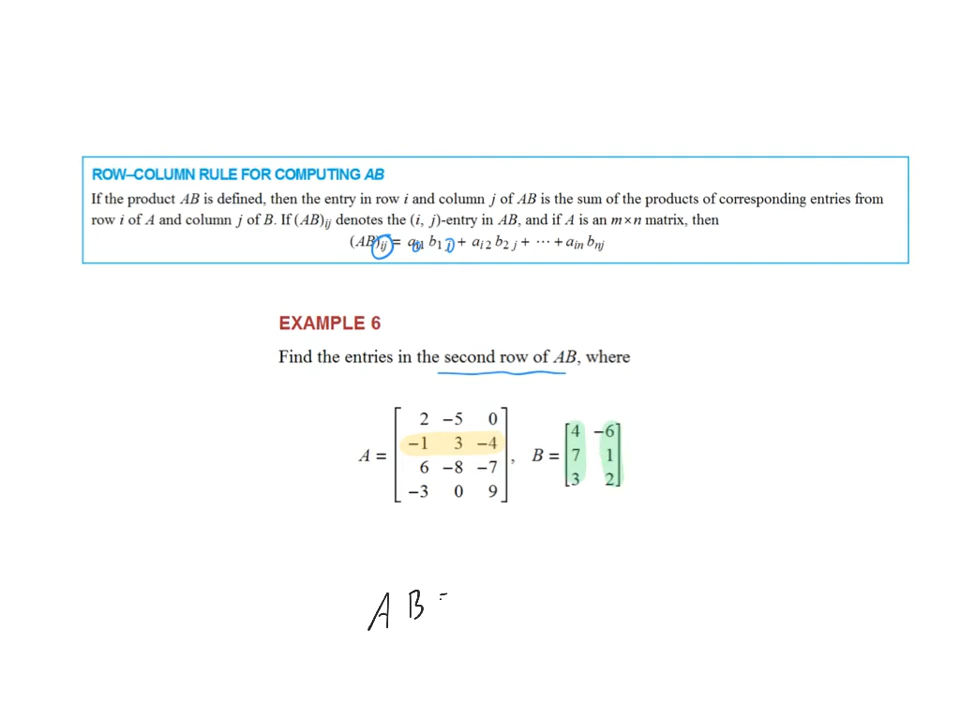 ROW–COLUMN RULE FOR COMPUTING AB
If the product AB is defined, then the entry in row i and column j of AB is the sum of the products of corresponding entries from
row i of A and column j of B. If (AB)ij denotes the (i, j)-entry in AB, and if A is an m×n matrix, then
(AB)ij = ai1 b1j + ai2 b2j + ··· + ain bnj
EXAMPLE 6
Find the entries in the second row of AB, where
2 −5 0
−1 3 −4
A =
6 −8 −7
−3 0 9
,
B =
4 −6
7 1
3 2
AB =